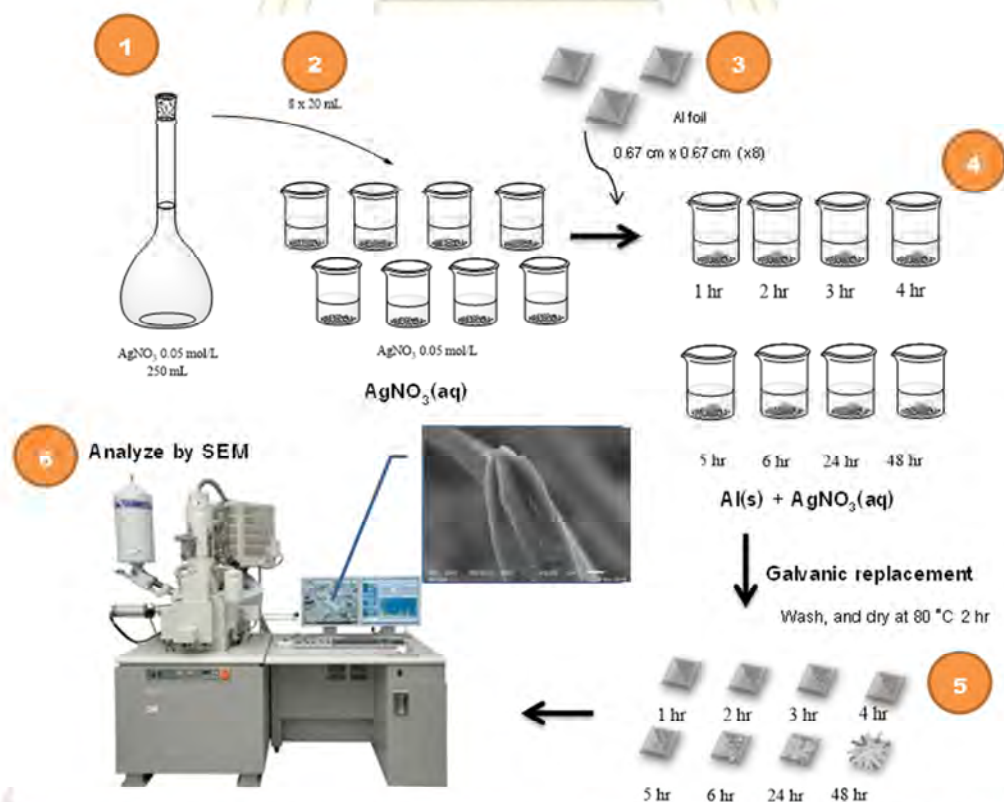 1
AgNO₃ 0.05 mol/L
250 mL
2
8 x 20 mL
AgNO₃ 0.05 mol/L
AgNO₃(aq)
3
Al foil
0.67 cm x 0.67 cm (x8)
4
1 hr 2 hr 3 hr 4 hr
5 hr 6 hr 24 hr 48 hr
Al(s) + AgNO₃(aq)
Galvanic replacement
Wash, and dry at 80 °C 2 hr
5
1 hr 2 hr 3 hr 4 hr
5 hr 6 hr 24 hr 48 hr
6
Analyze by SEM